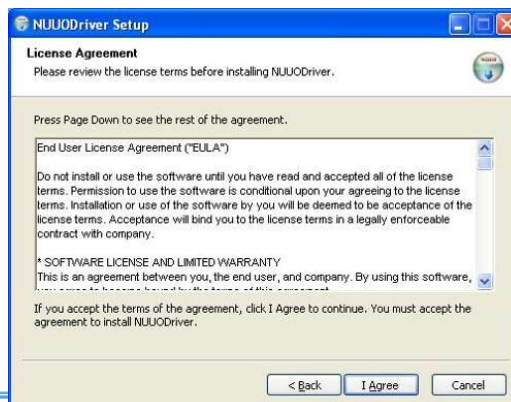 NUUODriver Setup
License Agreement
Please review the license terms before installing NUUODriver.
Press Page Down to see the rest of the agreement.
End User License Agreement ("EULA")
Do not install or use the software until you have read and accepted all of the license
terms. Permission to use the software is conditional upon your agreeing to the license
terms. Installation or use of the software by you will be deemed to be acceptance of the
license terms. Acceptance will bind you to the license terms in a legally enforceable
contract with company.
* SOFTWARE LICENSE AND LIMITED WARRANTY
This is an agreement between you, the end user, and company. By using this software,
If you accept the terms of the agreement, click I Agree to continue. You must accept the
agreement to install NUUODriver.
< Back
I Agree
Cancel